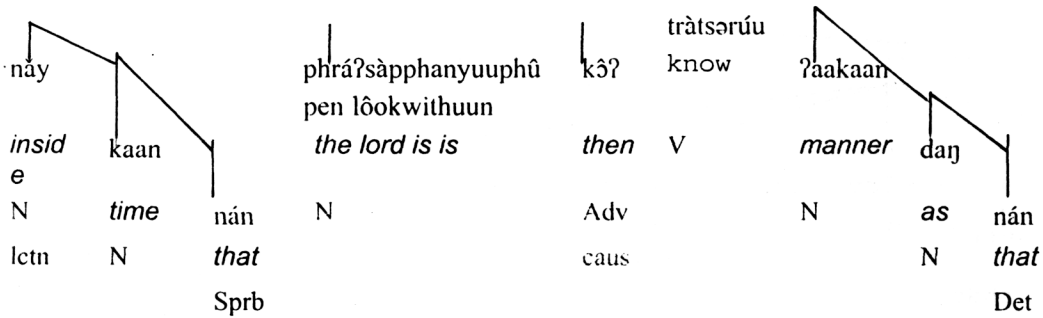 tràtsərúu
nây phráʔsàpphanyuuphû kɔ̂ʔ know ʔaakaan
pen lôokwithuun
insid kaan the lord is is then V manner daŋ
e
N time nán N Adv N as nán
lctn N that caus N that
Sprb Det